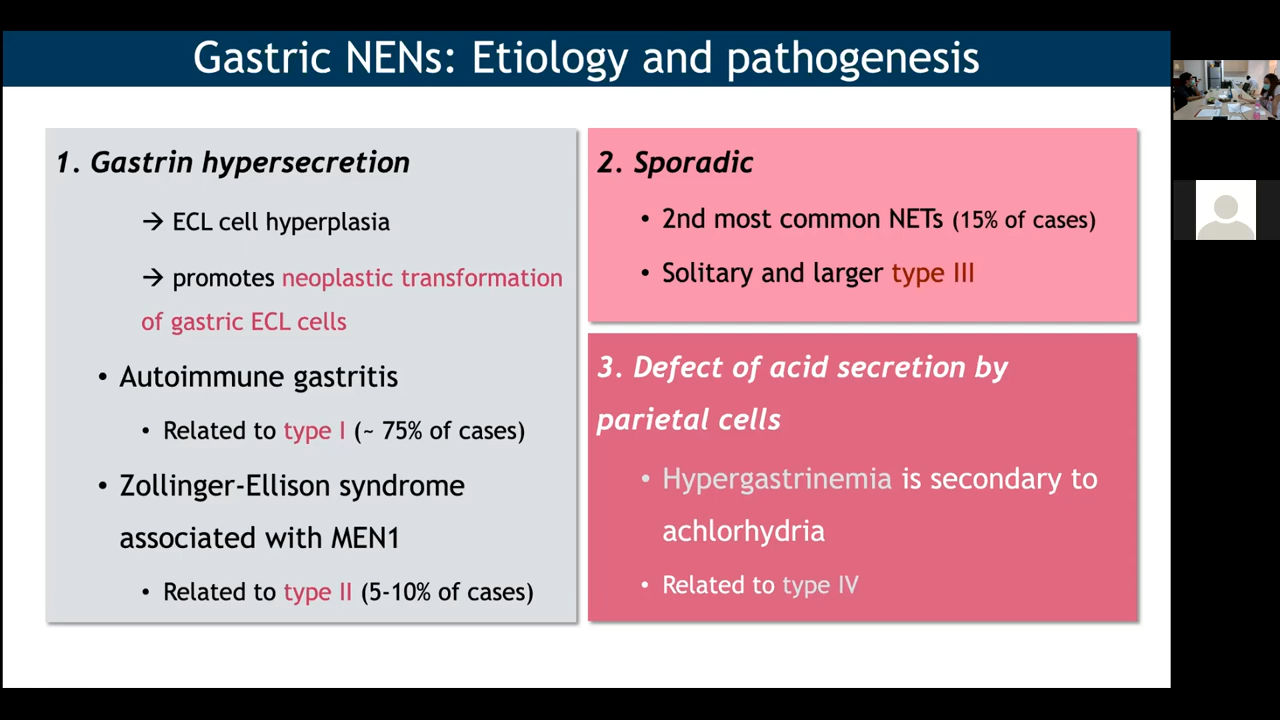 Gastric NENs: Etiology and pathogenesis
1. Gastrin hypersecretion
→ ECL cell hyperplasia
→ promotes neoplastic transformation
of gastric ECL cells
• Autoimmune gastritis
• Related to type I (~ 75% of cases)
• Zollinger-Ellison syndrome
associated with MEN1
• Related to type II (5-10% of cases)
2. Sporadic
• 2nd most common NETs (15% of cases)
• Solitary and larger type III
3. Defect of acid secretion by
parietal cells
• Hypergastrinemia is secondary to
achlorhydria
• Related to type IV